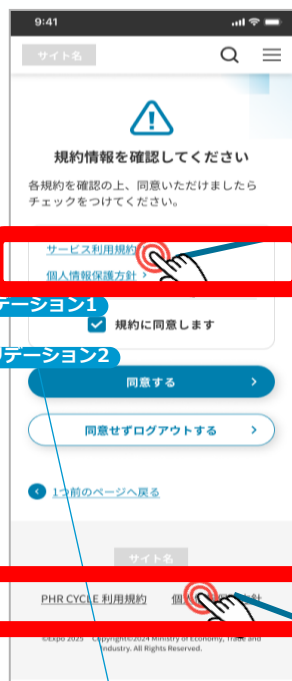 9:41
サイト名
規約情報を確認してください
各規約を確認の上、同意いただけましたら
チェックをつけてください。
サービス利用規約
個人情報保護方針 >
デーション1
規約に同意します
デーション2
同意する >
同意せずログアウトする >
1つ前のページへ戻る
サイト名
PHR CYCLE 利用規約
©Expo 2025 Copyrights2024 Ministry of Economy, Trade and
Industry. All Rights Reserved.